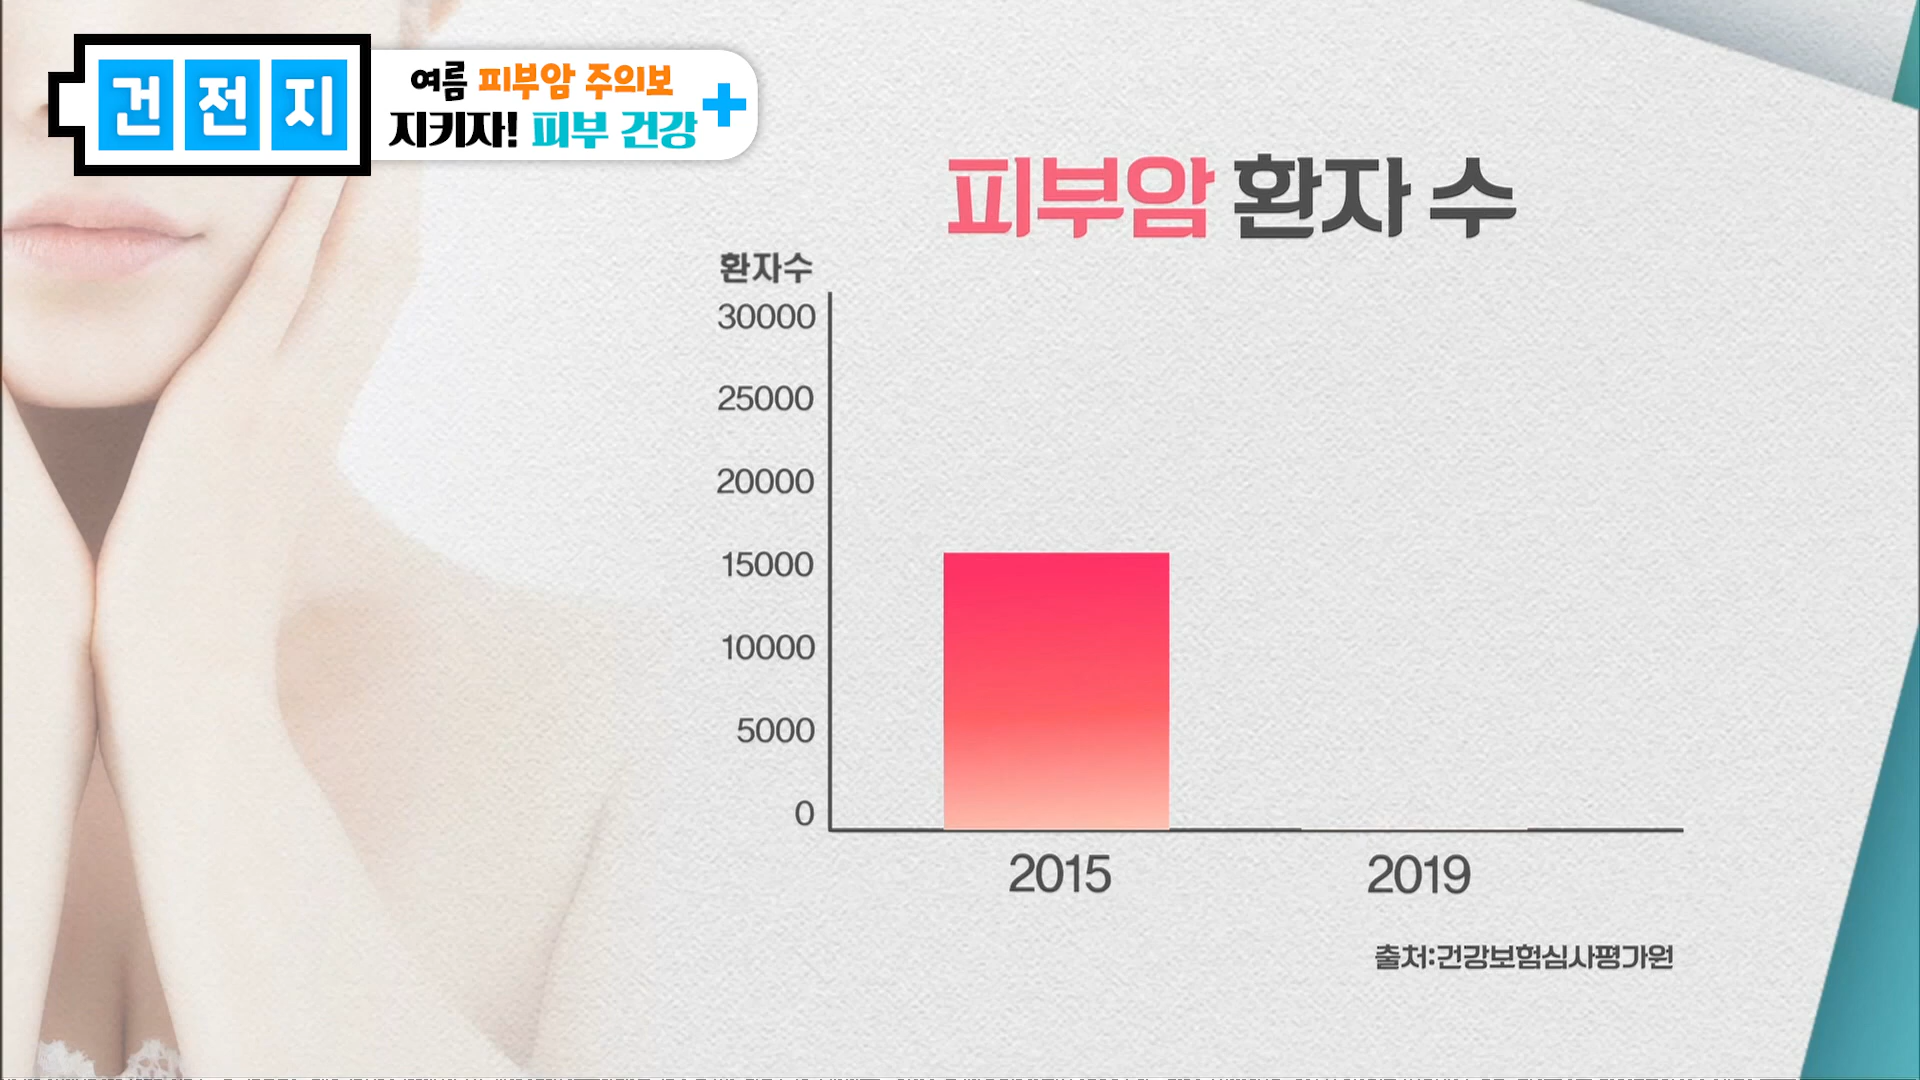 건전지
여름 피부암 주의보
지키자! 피부 건강
피부암 환자 수
환자수
30000
25000
20000
15000
10000
5000
0
2015
2019
출처:건강보험심사평가원